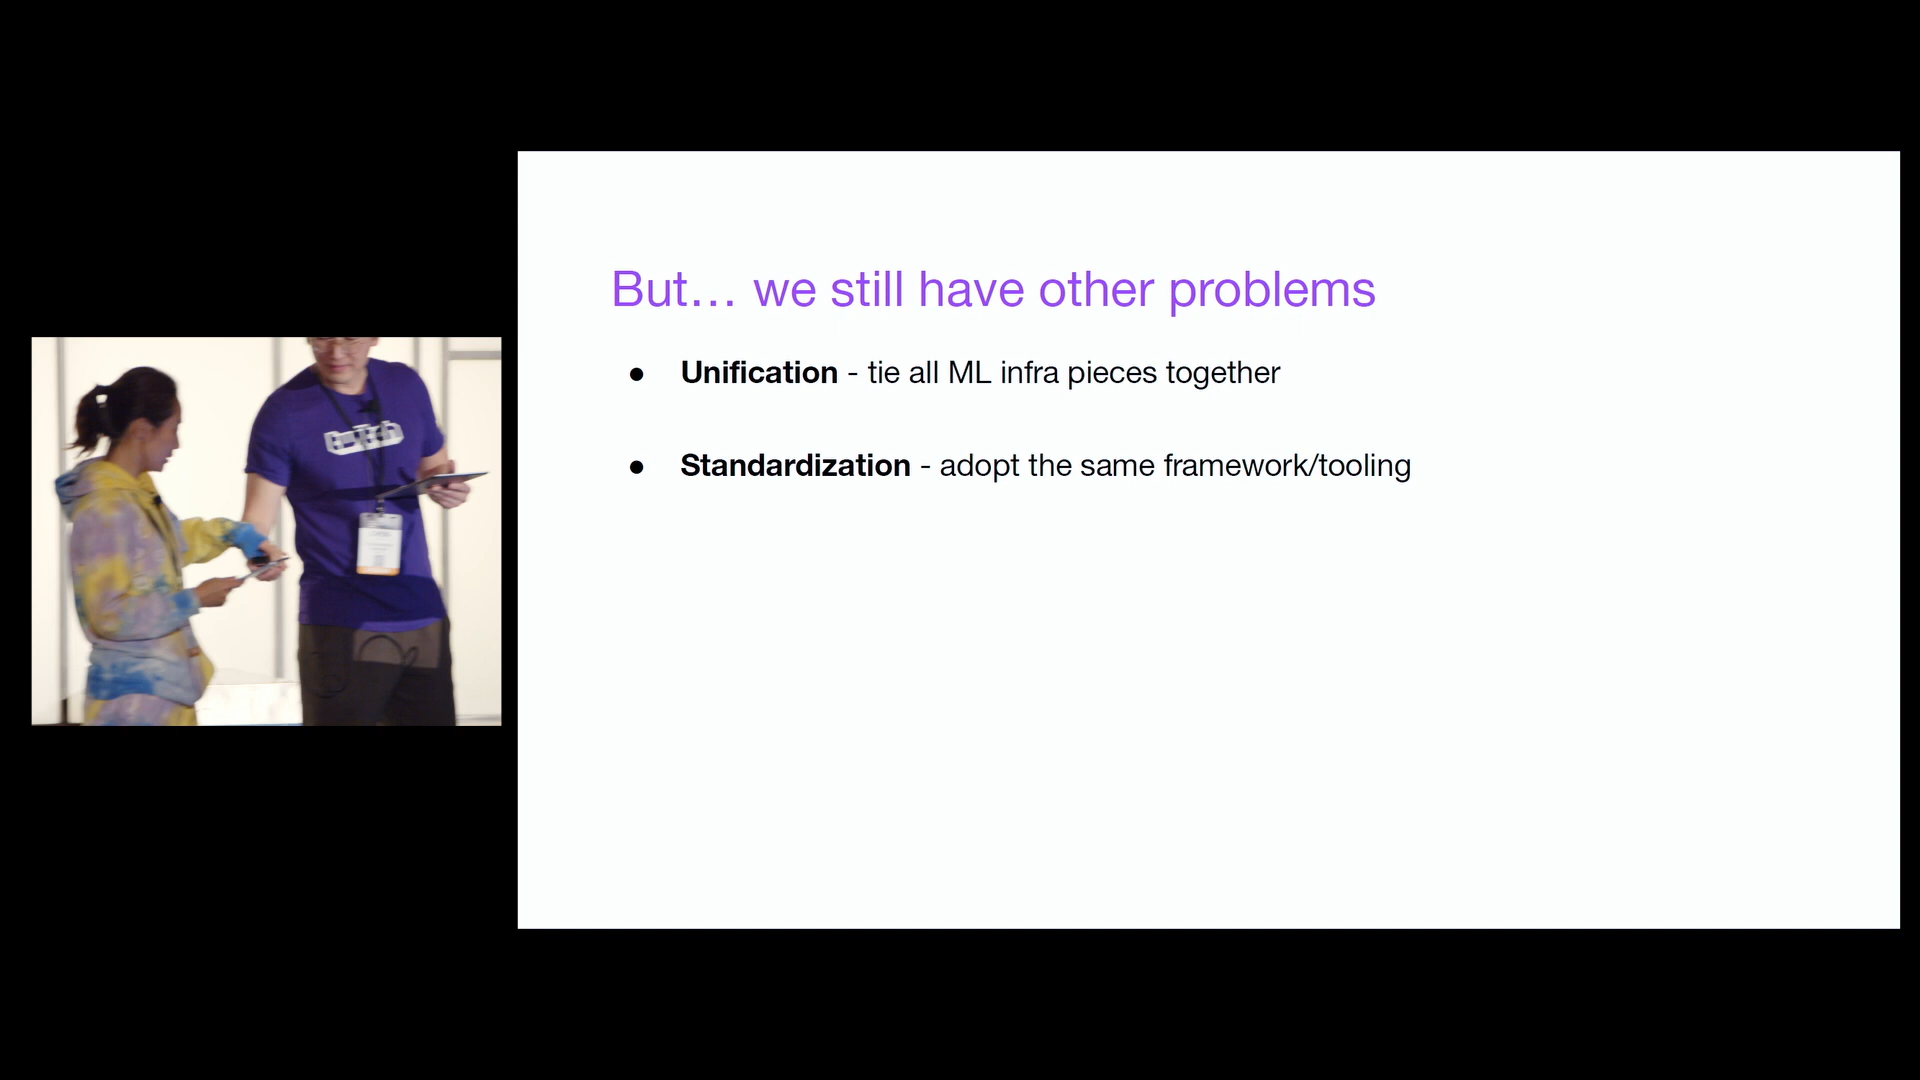 But… we still have other problems
● Unification - tie all ML infra pieces together
● Standardization - adopt the same framework/tooling